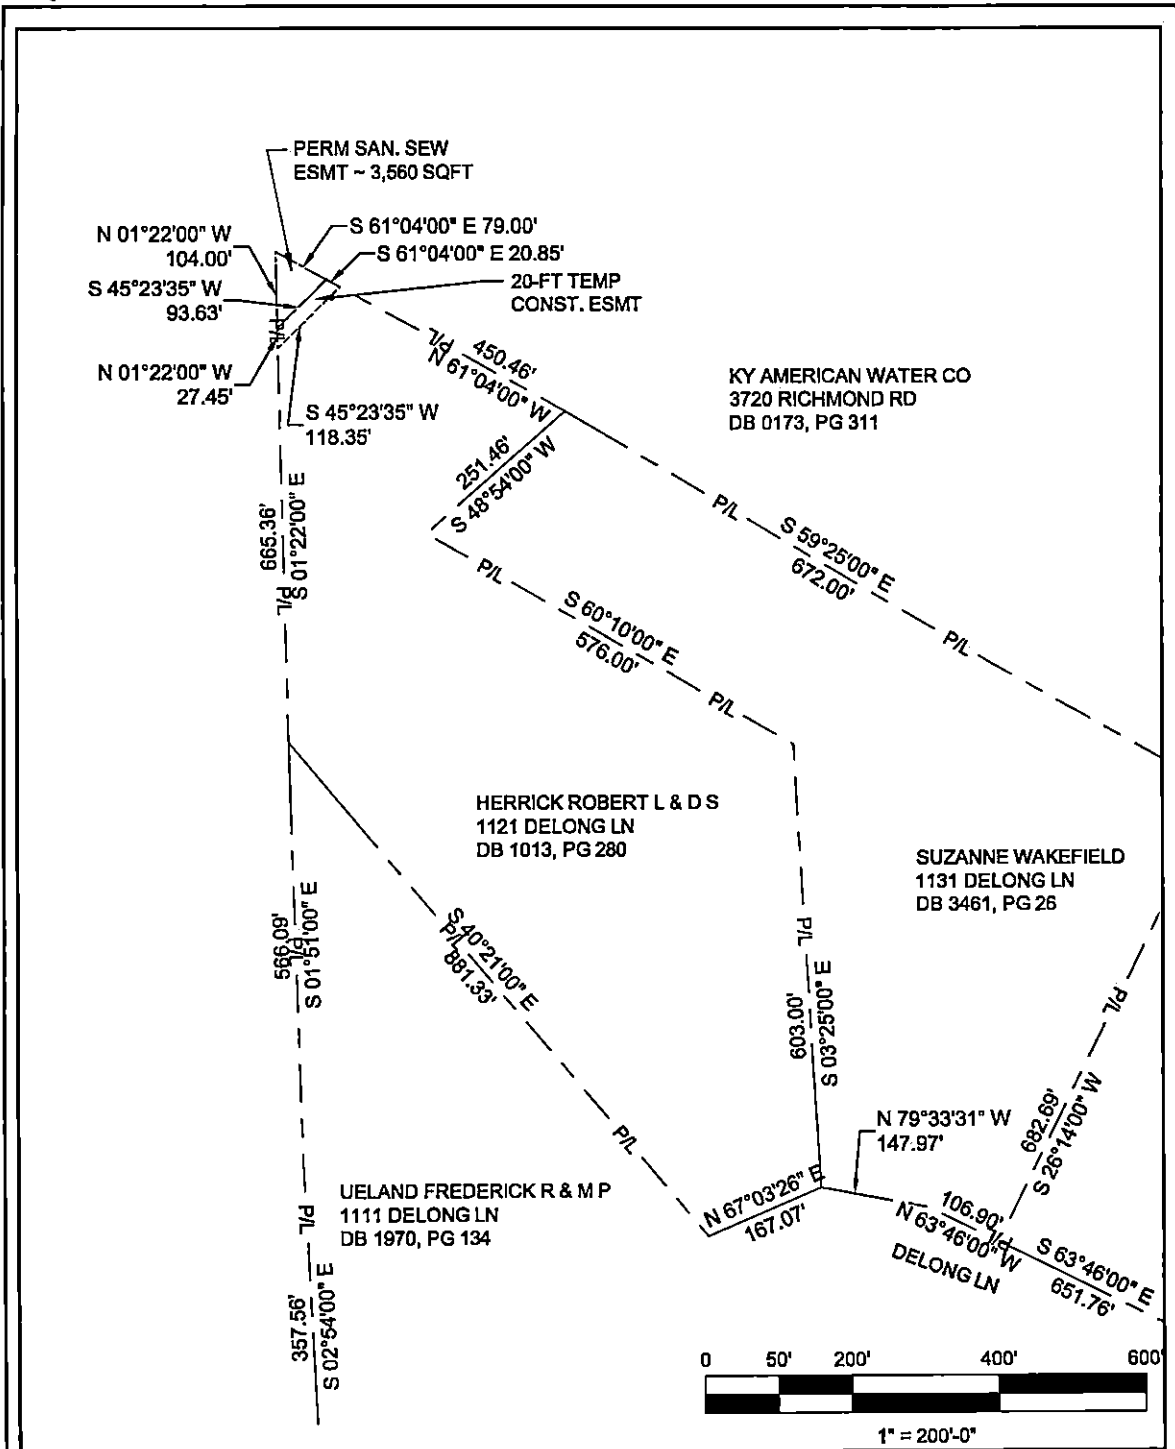 PERM SAN. SEW
ESMT ~ 3,560 SQFT
N 01°22'00" W
104.00'
S 61°04'00" E 79.00'
S 61°04'00" E 20.85'
S 45°23'35" W
93.63'
20-FT TEMP
CONST. ESMT
P/L
N 01°22'00" W
27.45'
S 45°23'35" W
118.35'
P/L
450.46'
N 61°04'00" W
KY AMERICAN WATER CO
3720 RICHMOND RD
DB 0173, PG 311
251.46'
S 48°54'00" W
665.36'
S 01°22'00" E
P/L
P/L
S 59°25'00" E
672.00'
P/L
P/L
S 60°10'00" E
576.00'
P/L
HERRICK ROBERT L & D S
1121 DELONG LN
DB 1013, PG 280
SUZANNE WAKEFIELD
1131 DELONG LN
DB 3461, PG 26
566.09'
P/L
S 01°51'00" E
S 40°21'00" E
P/L
881.33'
P/L
P/L
603.00'
S 03°25'00" E
P/L
682.69'
S 26°14'00" W
N 79°33'31" W
147.97'
UELAND FREDERICK R & M P
1111 DELONG LN
DB 1970, PG 134
P/L
N 67°03'26" E
167.07'
106.90'
N 63°46'00" W
P/L
DELONG LN
S 63°46'00" E
651.76'
357.56'
S 02°54'00" E
0 50' 200' 400' 600'
1" = 200'-0"